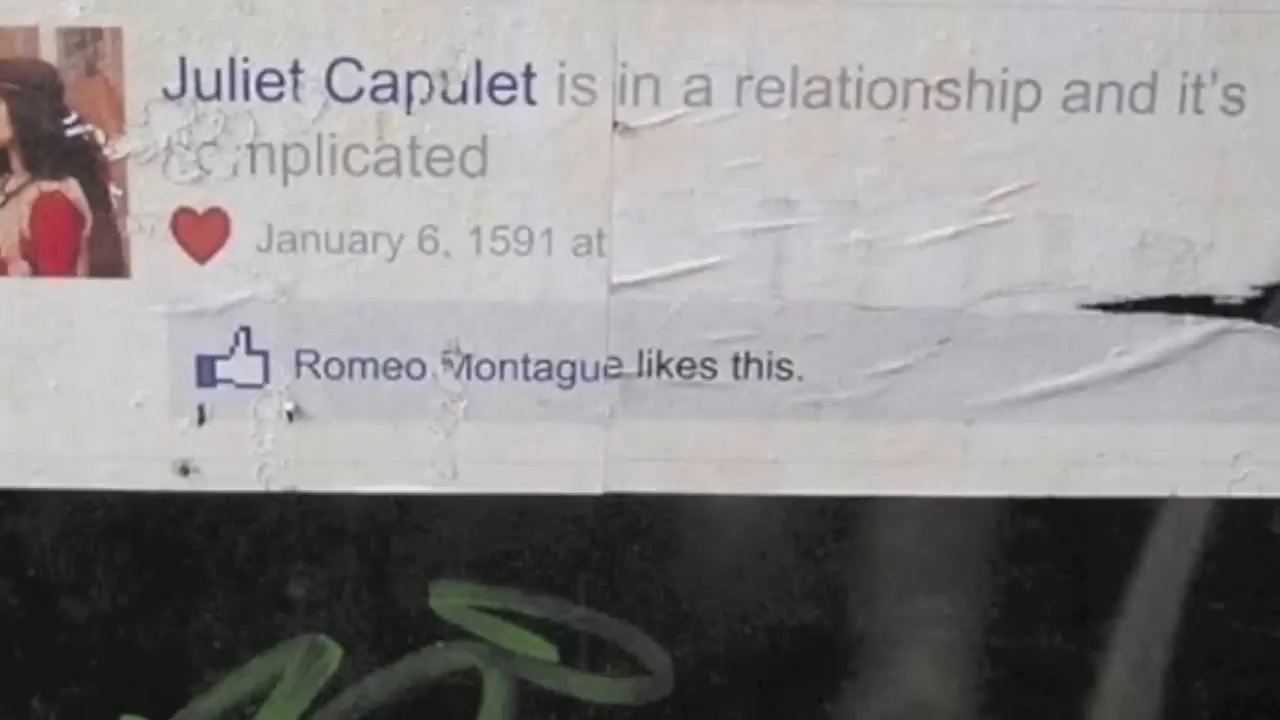 Juliet Capulet is in a relationship and it's
complicated
January 6, 1591 at
Romeo Montague likes this.